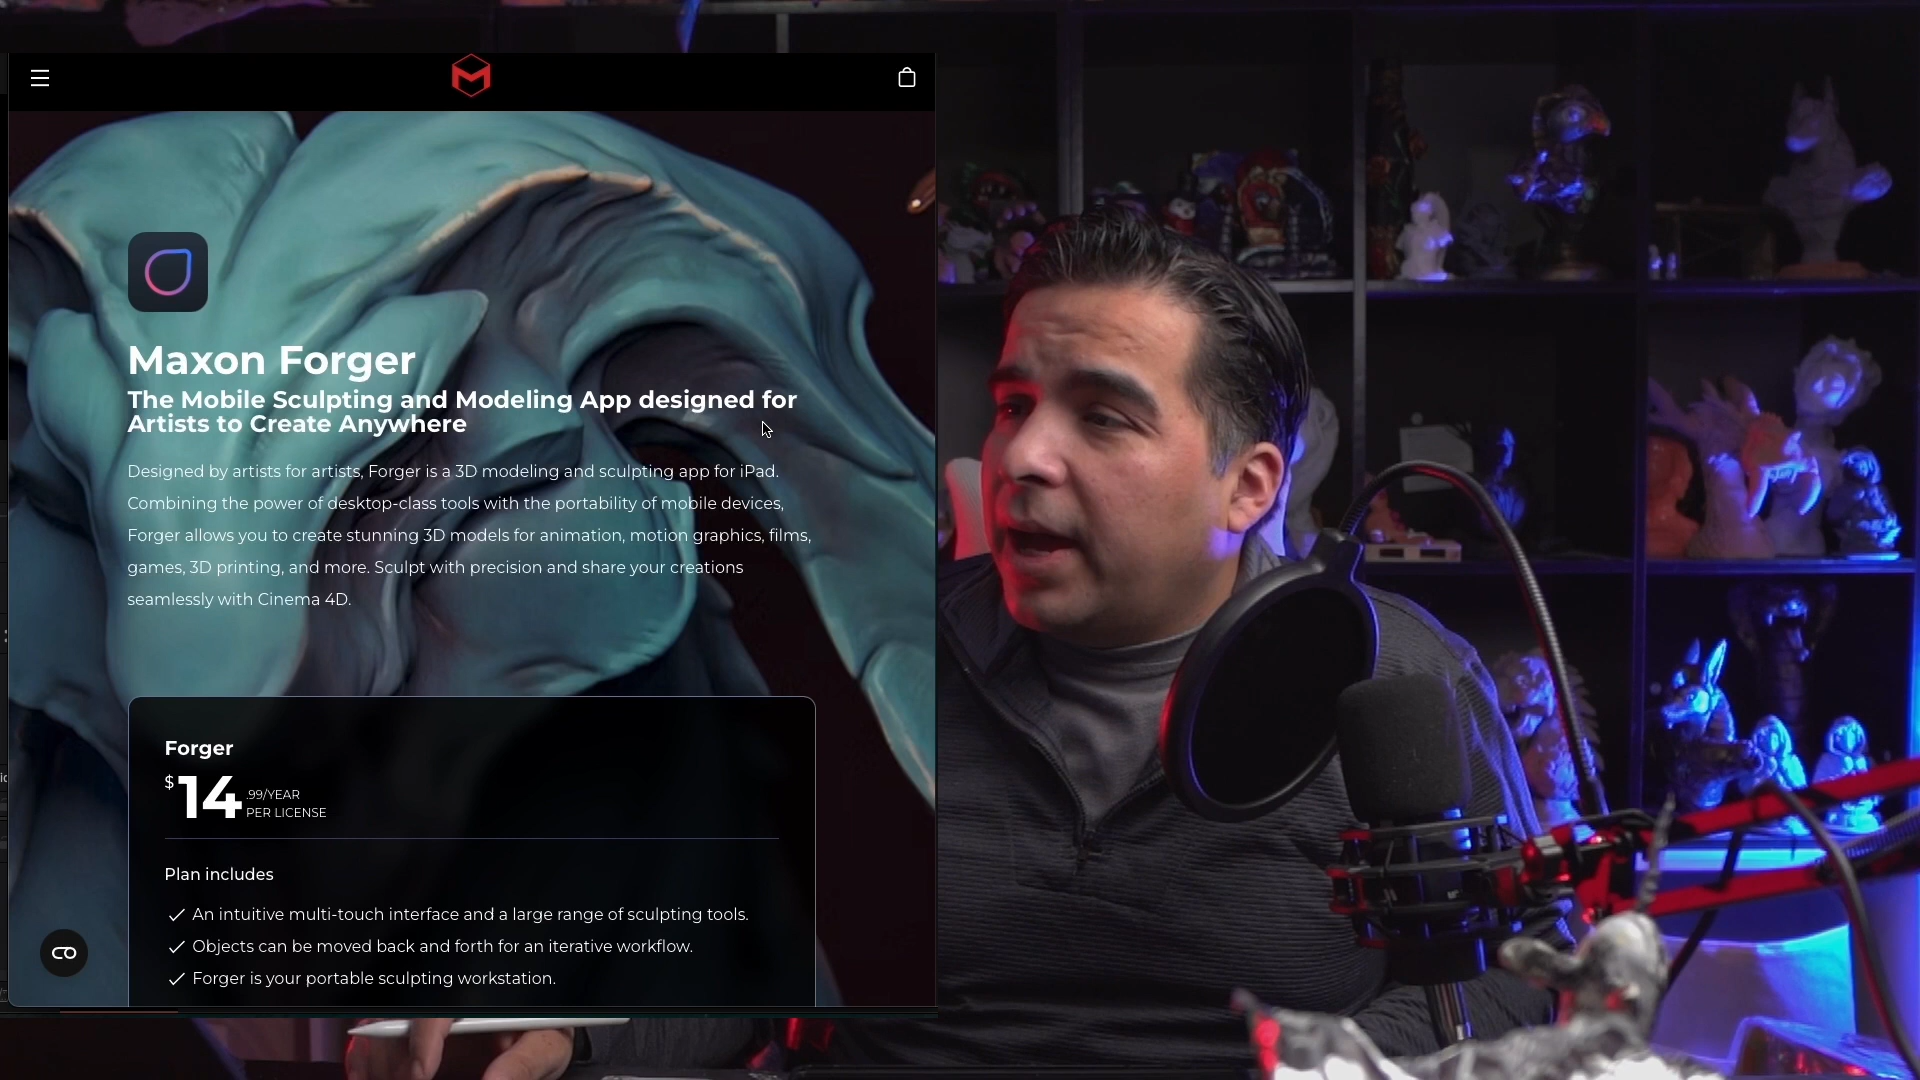 Maxon Forger
The Mobile Sculpting and Modeling App designed for
Artists to Create Anywhere
Designed by artists for artists, Forger is a 3D modeling and sculpting app for iPad.
Combining the power of desktop-class tools with the portability of mobile devices,
Forger allows you to create stunning 3D models for animation, motion graphics, films,
games, 3D printing, and more. Sculpt with precision and share your creations
seamlessly with Cinema 4D.
Forger
$14.99/YEAR
PER LICENSE
Plan includes
An intuitive multi-touch interface and a large range of sculpting tools.
Objects can be moved back and forth for an iterative workflow.
Forger is your portable sculpting workstation.